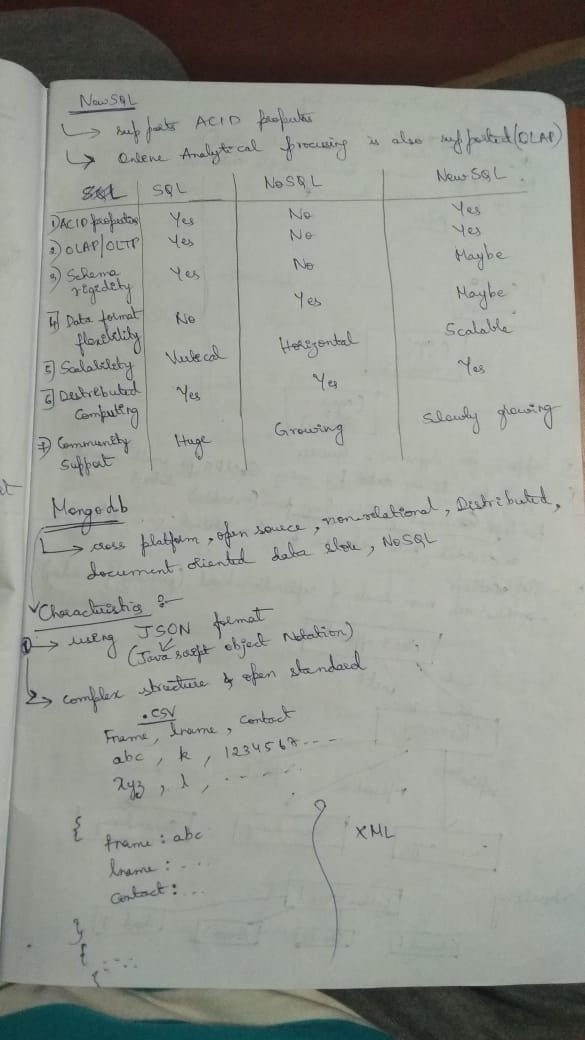 NewSQL
↳ supports ACID properties
↳ Online Analytical processing is also supported (OLAP)
SQL NoSQL NewSQL
1) ACID properties Yes No Yes
2) OLAP/OLTP Yes No Yes
3) Schema rigidity Yes No Maybe
4) Data format flexibility No Yes Maybe
5) Scalability Vertical Horizontal Scalable
6) Distributed Computing Yes Yes Yes
7) Community Support Huge Growing Slowly growing
Mongodb
↳ cross platform, open source, non-relational, Distributed,
document oriented data store, NoSQL
Characteristics :-
1 → using JSON format
(Java script object Notation)
2 → complex structure & open standard
.csv
Fname, lname, contact
abc, k, 1234567---
xyz, l, ------
{
fname : abc XML
lname : ...
contact : ...
}
{
....